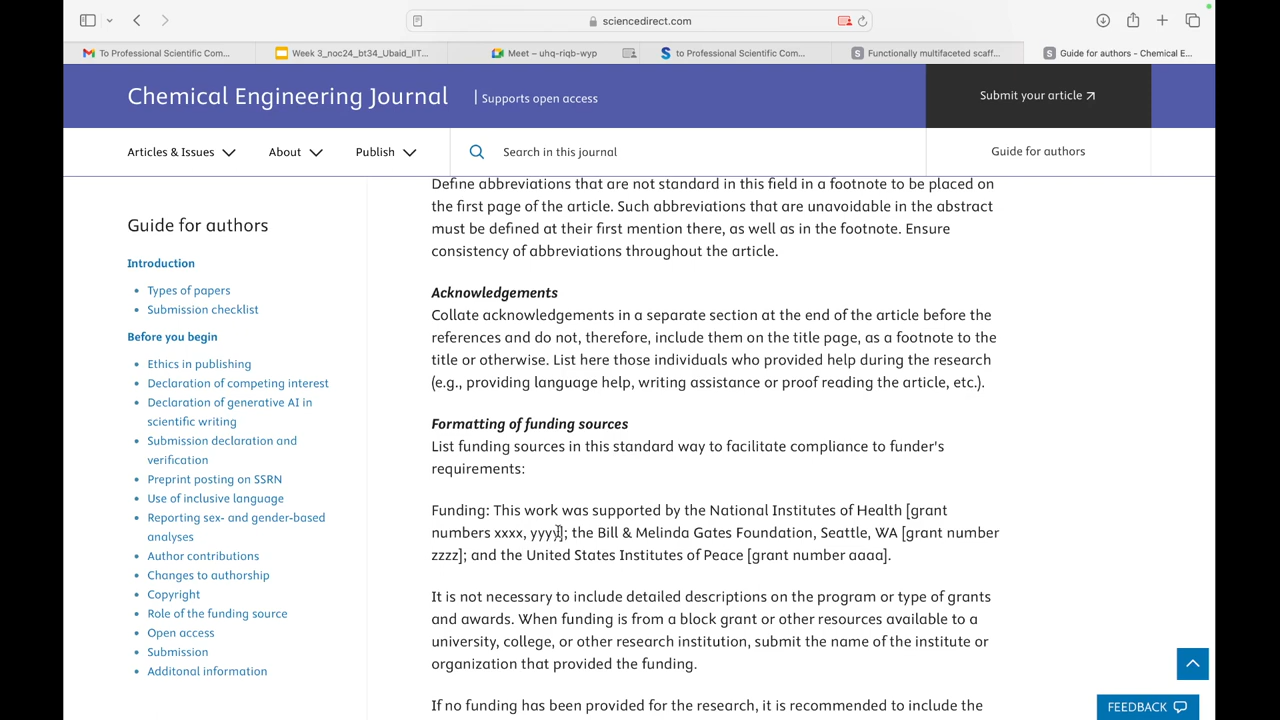 sciencedirect.com
To Professional Scientific Com...
Week 3_noc24_bt34_Ubaid_IIT...
Meet – uhq-riqb-wyp
to Professional Scientific Com...
Functionally multifaceted scaff...
Guide for authors - Chemical E...
Chemical Engineering Journal
Supports open access
Submit your article
Articles & Issues
About
Publish
Search in this journal
Guide for authors
Guide for authors
Introduction
Types of papers
Submission checklist
Before you begin
Ethics in publishing
Declaration of competing interest
Declaration of generative AI in
scientific writing
Submission declaration and
verification
Preprint posting on SSRN
Use of inclusive language
Reporting sex- and gender-based
analyses
Author contributions
Changes to authorship
Copyright
Role of the funding source
Open access
Submission
Additonal information
Define abbreviations that are not standard in this field in a footnote to be placed on
the first page of the article. Such abbreviations that are unavoidable in the abstract
must be defined at their first mention there, as well as in the footnote. Ensure
consistency of abbreviations throughout the article.
Acknowledgements
Collate acknowledgements in a separate section at the end of the article before the
references and do not, therefore, include them on the title page, as a footnote to the
title or otherwise. List here those individuals who provided help during the research
(e.g., providing language help, writing assistance or proof reading the article, etc.).
Formatting of funding sources
List funding sources in this standard way to facilitate compliance to funder's
requirements:
Funding: This work was supported by the National Institutes of Health [grant
numbers xxxx, yyyy]; the Bill & Melinda Gates Foundation, Seattle, WA [grant number
zzzz]; and the United States Institutes of Peace [grant number aaaa].
It is not necessary to include detailed descriptions on the program or type of grants
and awards. When funding is from a block grant or other resources available to a
university, college, or other research institution, submit the name of the institute or
organization that provided the funding.
If no funding has been provided for the research, it is recommended to include the
FEEDBACK